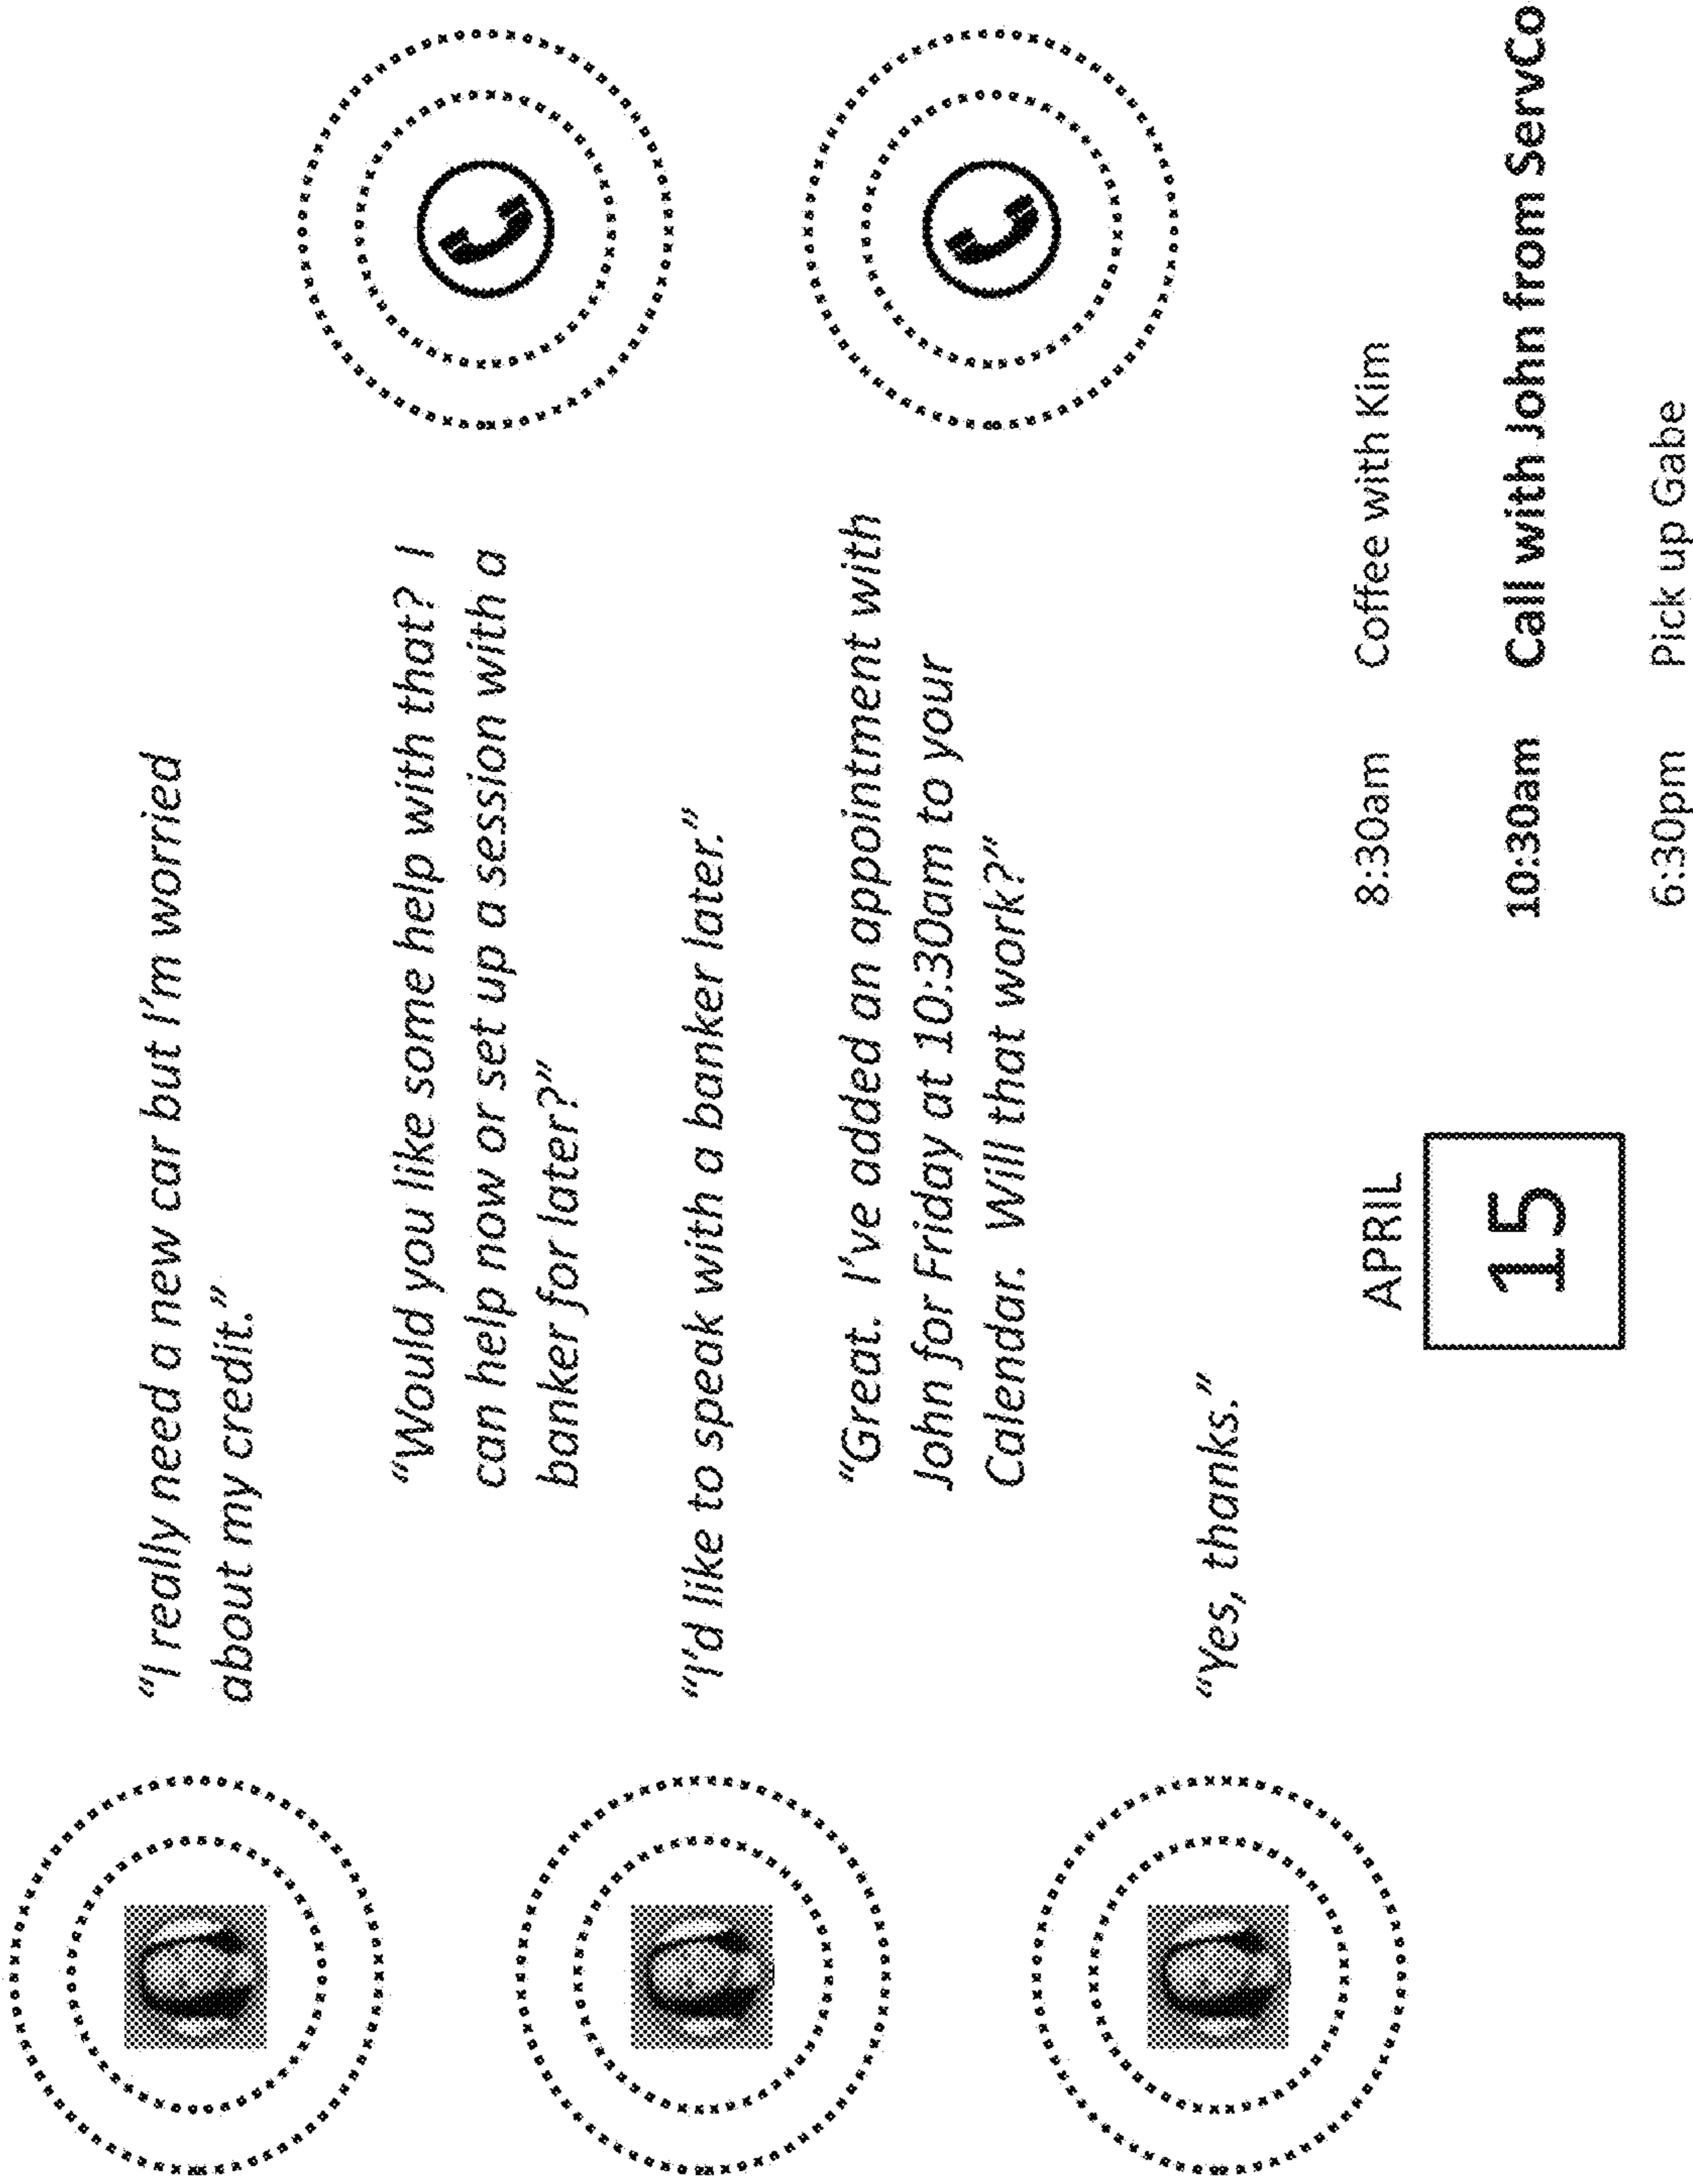 “I really need a new car but I’m worried
about my credit.”
“Would you like some help with that?  I
can help now or set up a session with a
banker for later?”
“I’d like to speak with a banker later.”
“Great.  I’ve added an appointment with
John for Friday at 10:30am to your
Calendar.  Will that work?”
“Yes, thanks.”
APRIL
15
8:30am Coffee with Kim
10:30am Call with John from ServCo
6:30pm Pick up Gabe